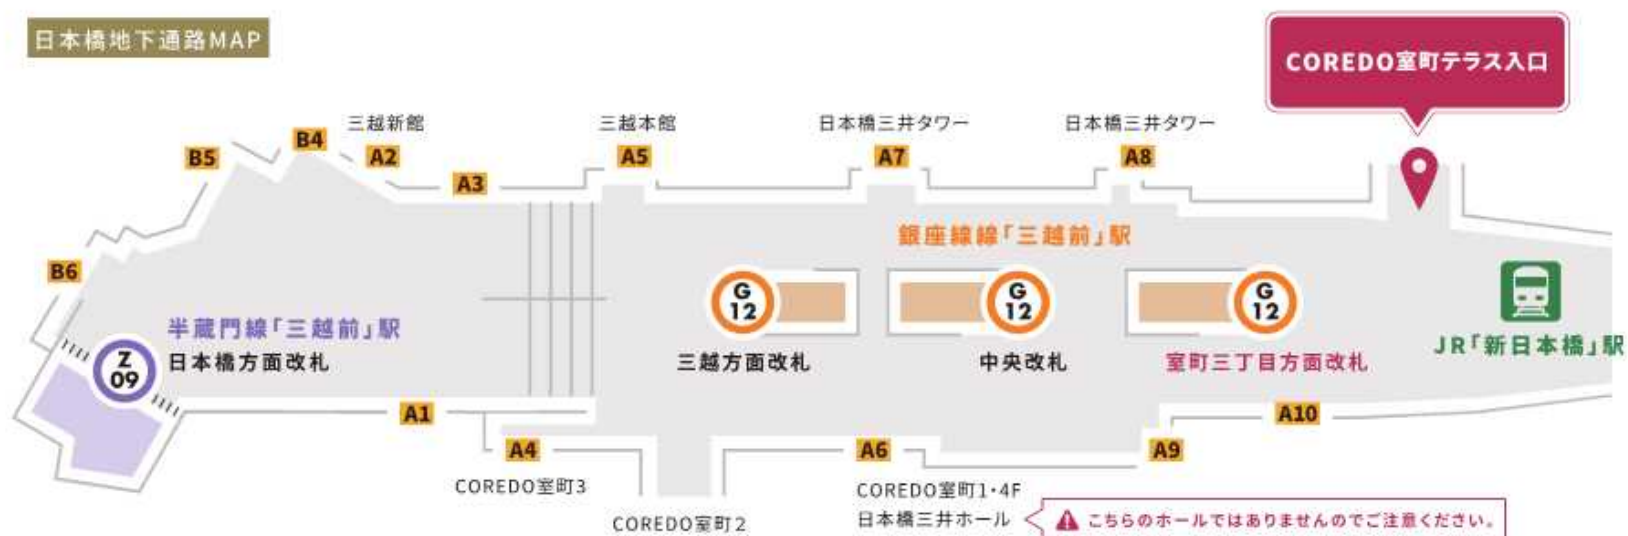 日本橋地下通路MAP
COREDO室町テラス入口
三越新館
三越本館
日本橋三井タワー
日本橋三井タワー
B5
B4
A2
A3
A5
A7
A8
銀座線線「三越前」駅
B6
G
12
G
12
G
12
半蔵門線「三越前」駅
日本橋方面改札
Z
09
三越方面改札
中央改札
室町三丁目方面改札
JR「新日本橋」駅
A1
A4
A6
A9
A10
COREDO室町3
COREDO室町2
COREDO室町1・4F
日本橋三井ホール
こちらのホールではありませんのでご注意ください。